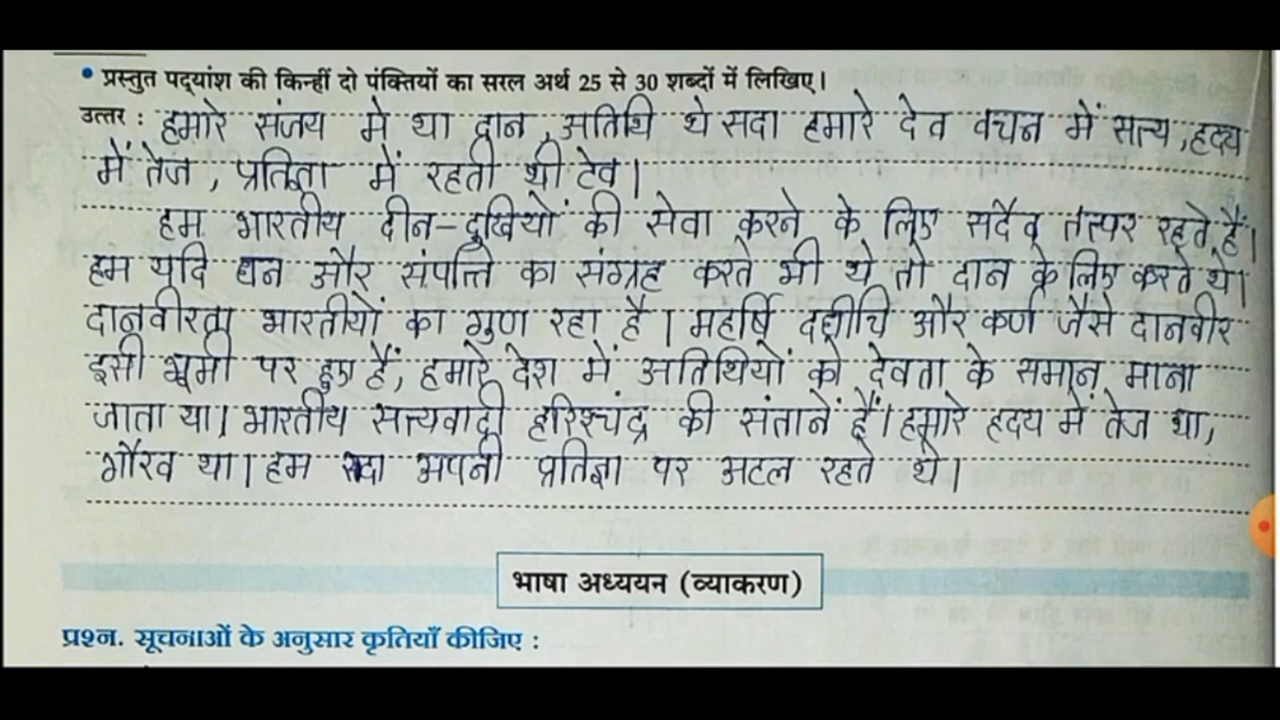 • प्रस्तुत पद्यांश की किन्हीं दो पंक्तियों का सरल अर्थ 25 से 30 शब्दों में लिखिए।
उत्तर : हमारे संजय में था दान, अतिथि थे सदा हमारे देव वचन में सत्य, हृदय
में तेज, प्रतिज्ञा में रहती थी टेव।
हम भारतीय दीन-दुखियों की सेवा करने के लिए सदैव तत्पर रहते हैं।
हम यदि धन और संपत्ति का संग्रह करते भी थे तो दान के लिए करते थे।
दानवीरता भारतीयों का गुण रहा है। महर्षि दधीचि और कर्ण जैसे दानवीर
इसी भूमी पर हुए हैं, हमारे देश में अतिथियों को देवता के समान माना
जाता था। भारतीय सत्यवादी हरिश्चंद्र की संतानें हैं। हमारे हृदय में तेज था,
गौरव था। हम सदा अपनी प्रतिज्ञा पर अटल रहते थे।
भाषा अध्ययन (व्याकरण)
प्रश्न. सूचनाओं के अनुसार कृतियाँ कीजिए :